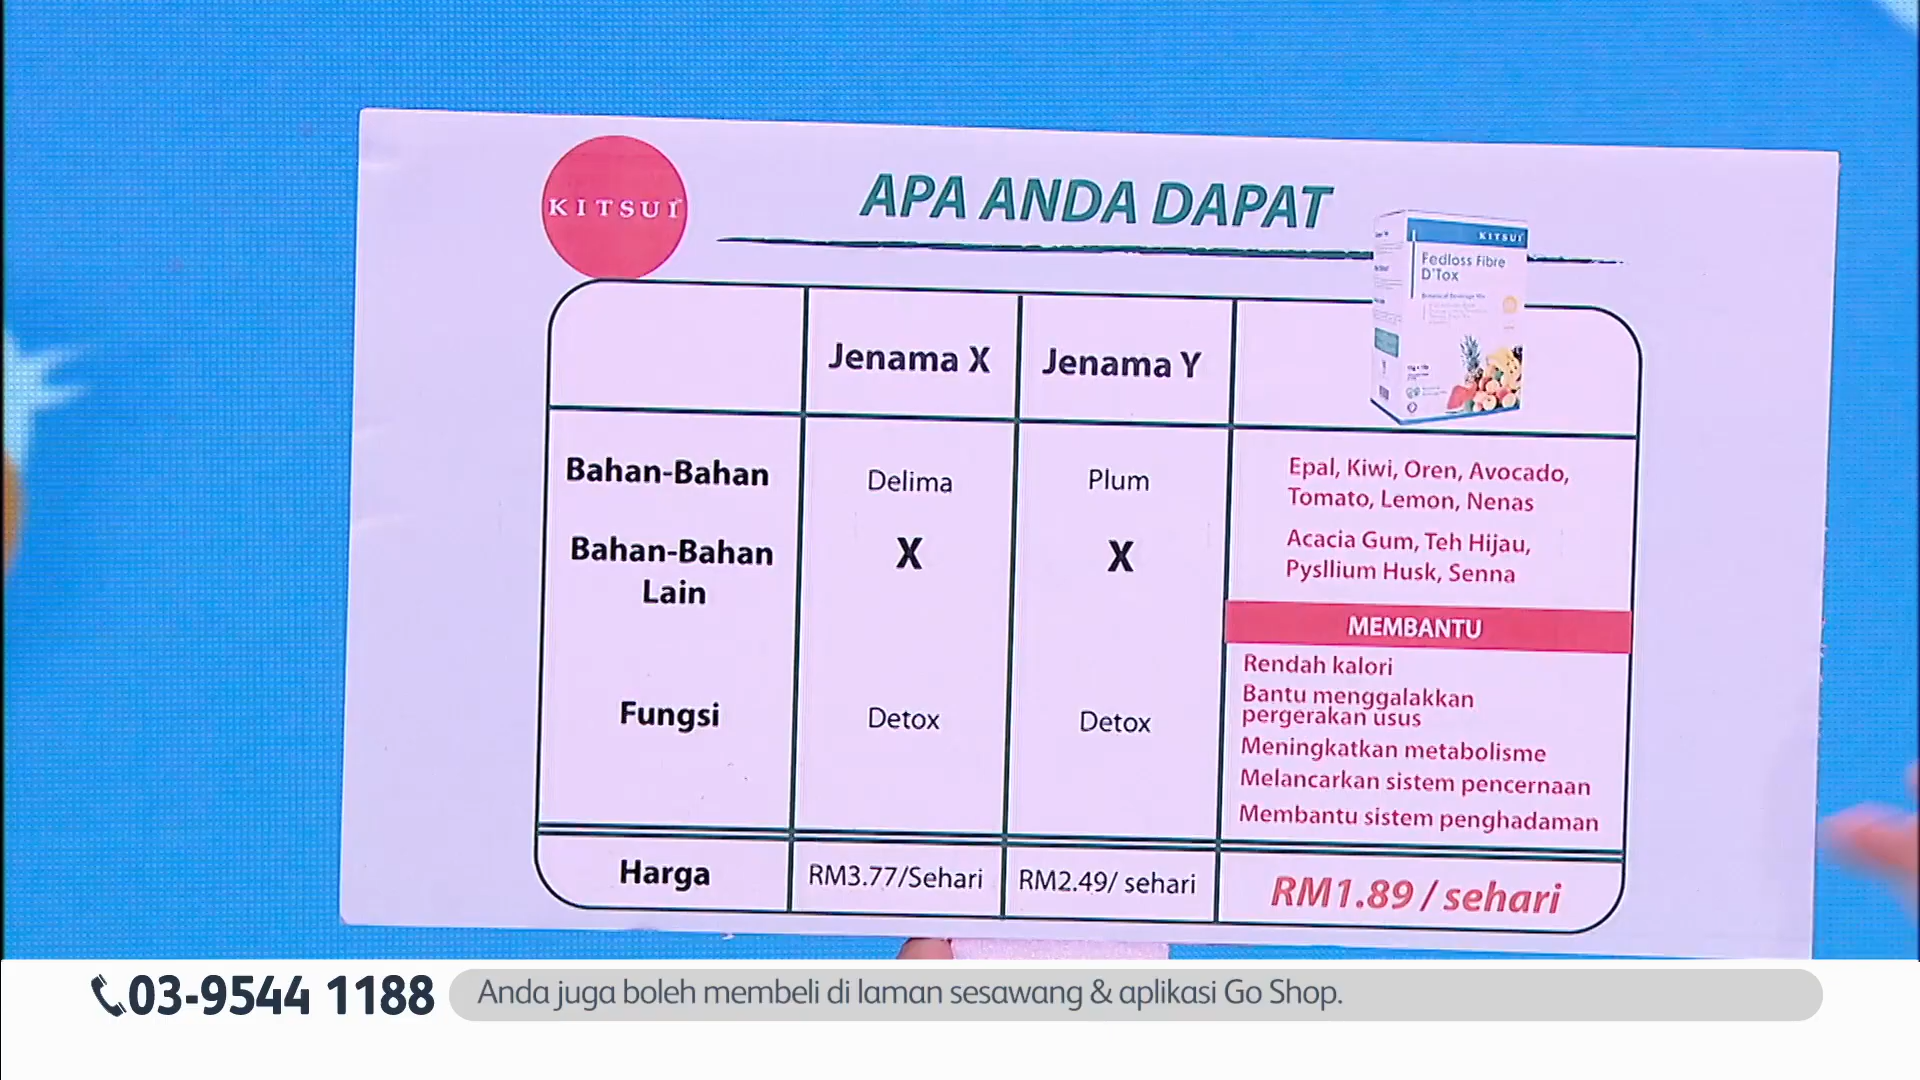 KITSUI
APA ANDA DAPAT
KITSUI
Fedloss Fibre
D'Tox
Botanical Beverage Mix
Jenama X
Jenama Y
Bahan-Bahan
Delima
Plum
Epal, Kiwi, Oren, Avocado,
Tomato, Lemon, Nenas
Bahan-Bahan
Lain
X
X
Acacia Gum, Teh Hijau,
Pysllium Husk, Senna
MEMBANTU
Fungsi
Detox
Detox
Rendah kalori
Bantu menggalakkan
pergerakan usus
Meningkatkan metabolisme
Melancarkan sistem pencernaan
Membantu sistem penghadaman
Harga
RM3.77/Sehari
RM2.49/ sehari
RM1.89 / sehari
03-9544 1188
Anda juga boleh membeli di laman sesawang & aplikasi Go Shop.